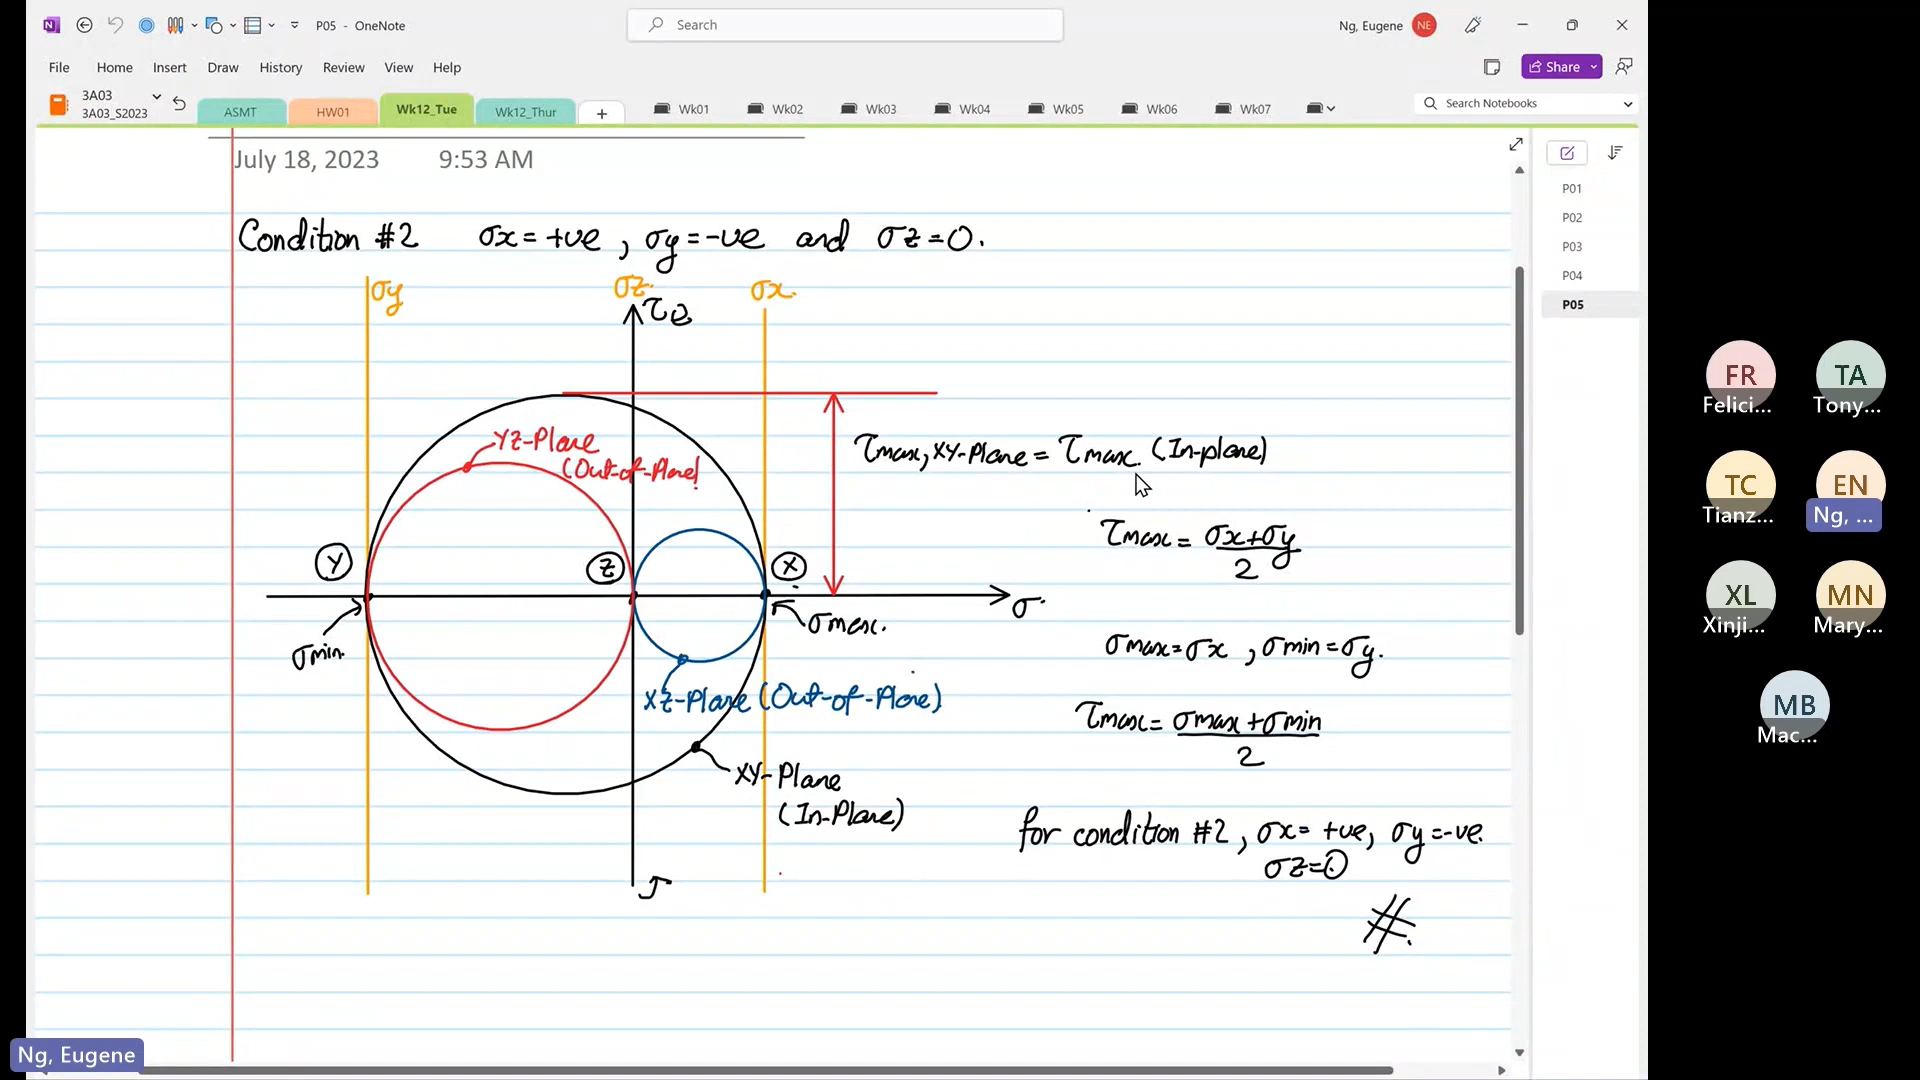 P05 - OneNote
Search
Ng, Eugene
NE
File Home Insert Draw History Review View Help
Share
3A03
3A03_S2023
ASMT
HW01
Wk12_Tue
Wk12_Thur
+
Wk01
Wk02
Wk03
Wk04
Wk05
Wk06
Wk07
Search Notebooks
July 18, 2023 9:53 AM
P01
P02
P03
P04
P05
Condition #2 σx = +ve , σy = -ve and σz = 0.
σy
σz
σx.
τ
YZ-Plane
(Out-of-Plane)
τmax, XY-Plane = τmax. (In-plane)
τmax = σx+σy
2
Y
Z
X
σ
σmin.
σmax.
σmax = σx , σmin = σy.
XZ-Plane (Out-of-Plane)
τmax = σmax + σmin
2
XY-Plane
(In-Plane)
for condition #2, σx = +ve, σy = -ve.
σz = 0
#.
FR
Felici...
TA
Tony...
TC
Tianz...
EN
Ng, ...
XL
Xinji...
MN
Mary...
MB
Mac...
Ng, Eugene